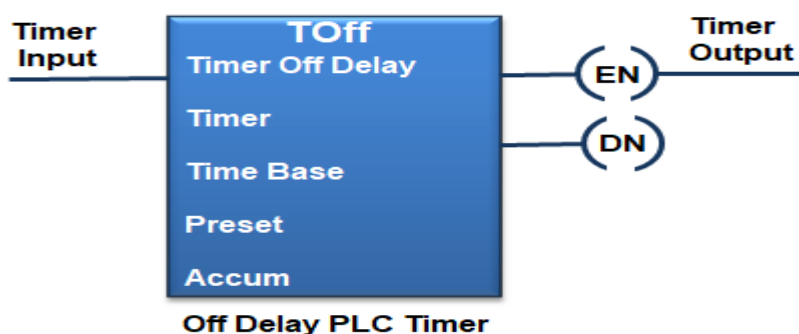 Timer
Input
TOff
Timer Off Delay
Timer
Time Base
Preset
Accum
EN
DN
Timer
Output
Off Delay PLC Timer